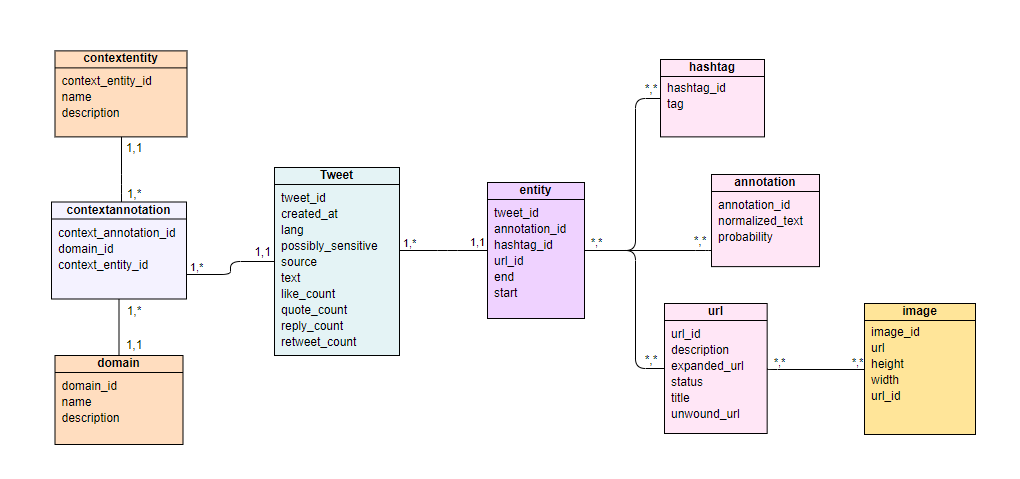 contextentity
context_entity_id
name
description
1,1
1,*
contextannotation
context_annotation_id
domain_id
context_entity_id
1,*
1,*
1,1
domain
domain_id
name
description
1,1
Tweet
tweet_id
created_at
lang
possibly_sensitive
source
text
like_count
quote_count
reply_count
retweet_count
1,*
1,1
entity
tweet_id
annotation_id
hashtag_id
url_id
end
start
*,*
*,*
hashtag
hashtag_id
tag
*,*
annotation
annotation_id
normalized_text
probability
*,*
url
url_id
description
expanded_url
status
title
unwound_url
*,*
*,*
image
image_id
url
height
width
url_id